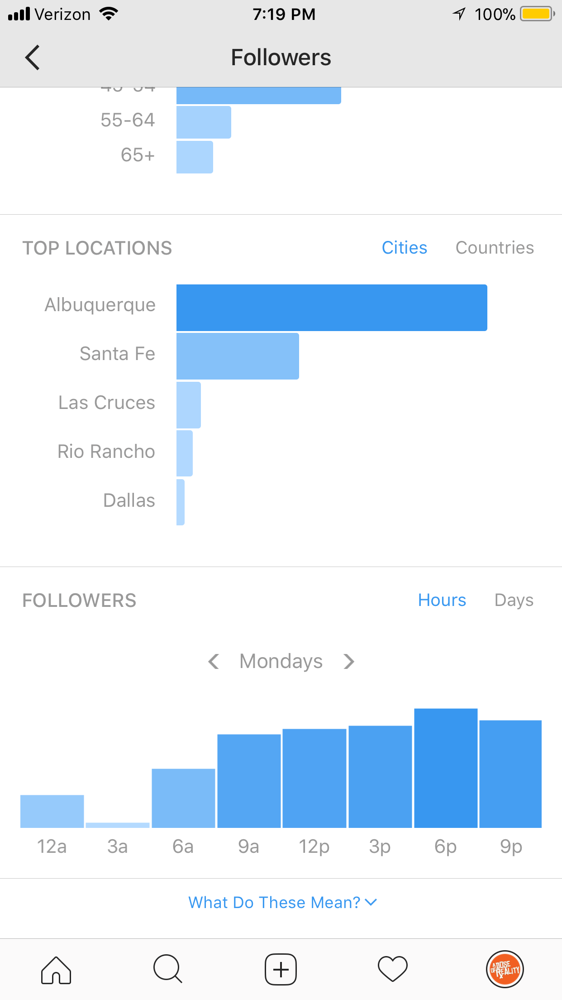 Verizon 7:19 PM 100%
Followers
45-54
55-64
65+
TOP LOCATIONS Cities Countries
Albuquerque
Santa Fe
Las Cruces
Rio Rancho
Dallas
FOLLOWERS Hours Days
Mondays
12a 3a 6a 9a 12p 3p 6p 9p
What Do These Mean?
A DOSE
OF REALITY